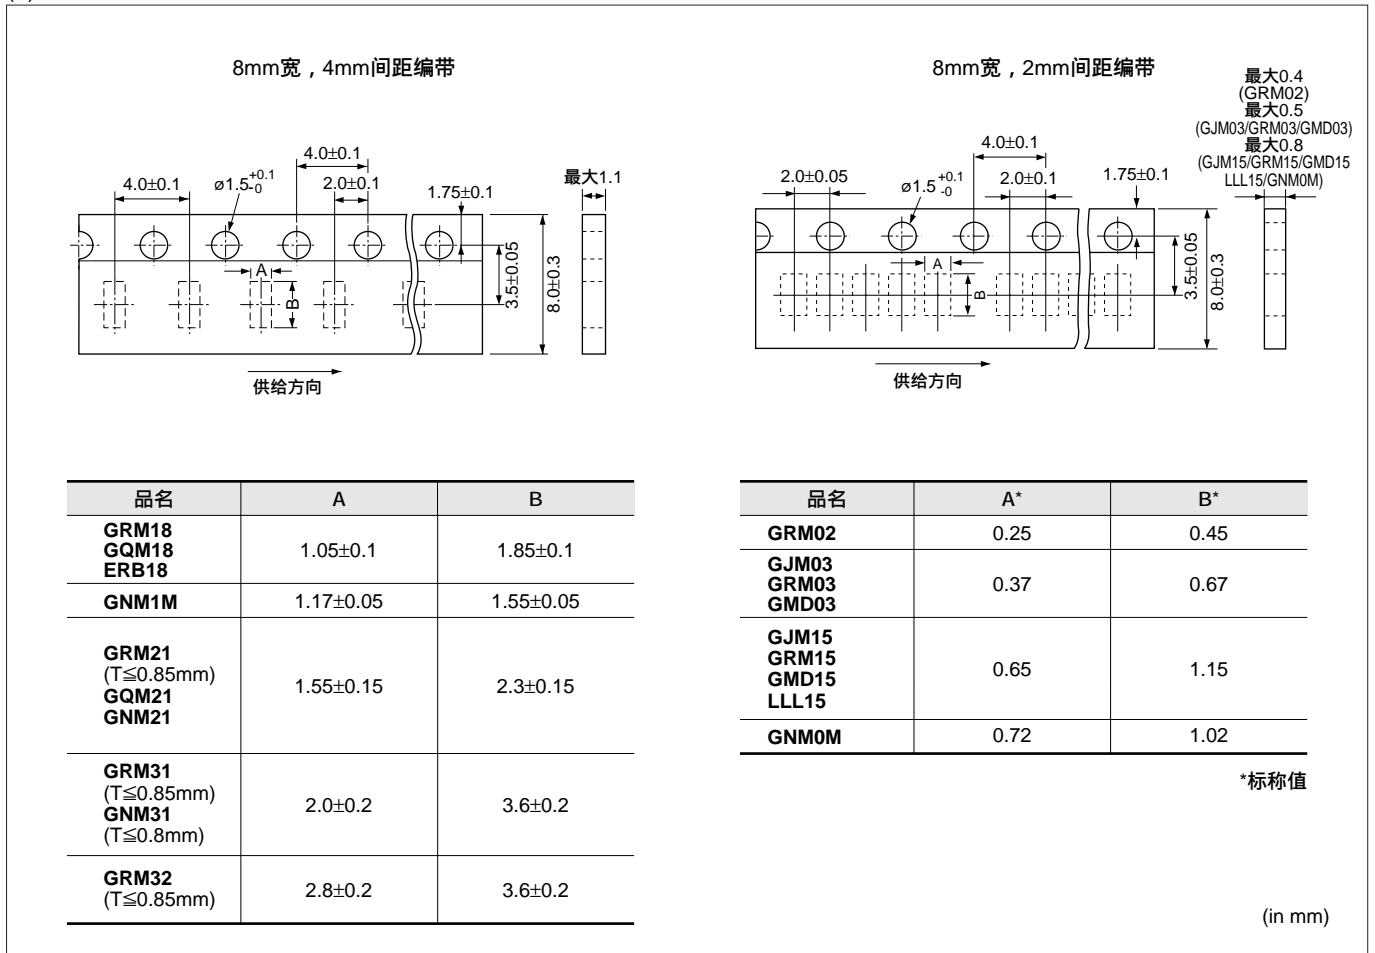 8mm宽，4mm间距编带
4.0±0.1
4.0±0.1
ø1.5 +0.1 -0
2.0±0.1
1.75±0.1
最大1.1
A
B
3.5±0.05
8.0±0.3
供给方向
8mm宽，2mm间距编带
最大0.4
(GRM02)
最大0.5
(GJM03/GRM03/GMD03)
最大0.8
(GJM15/GRM15/GMD15
LLL15/GNM0M)
4.0±0.1
2.0±0.05
ø1.5 +0.1 -0
2.0±0.1
1.75±0.1
A
B
3.5±0.05
8.0±0.3
供给方向
品名 A B
GRM18
GQM18 1.05±0.1 1.85±0.1
ERB18
GNM1M 1.17±0.05 1.55±0.05
GRM21
(T≦0.85mm) 1.55±0.15 2.3±0.15
GQM21
GNM21
GRM31
(T≦0.85mm) 2.0±0.2 3.6±0.2
GNM31
(T≦0.8mm)
GRM32 2.8±0.2 3.6±0.2
(T≦0.85mm)
品名 A* B*
GRM02 0.25 0.45
GJM03
GRM03 0.37 0.67
GMD03
GJM15
GRM15 0.65 1.15
GMD15
LLL15
GNM0M 0.72 1.02
*标称值
(in mm)